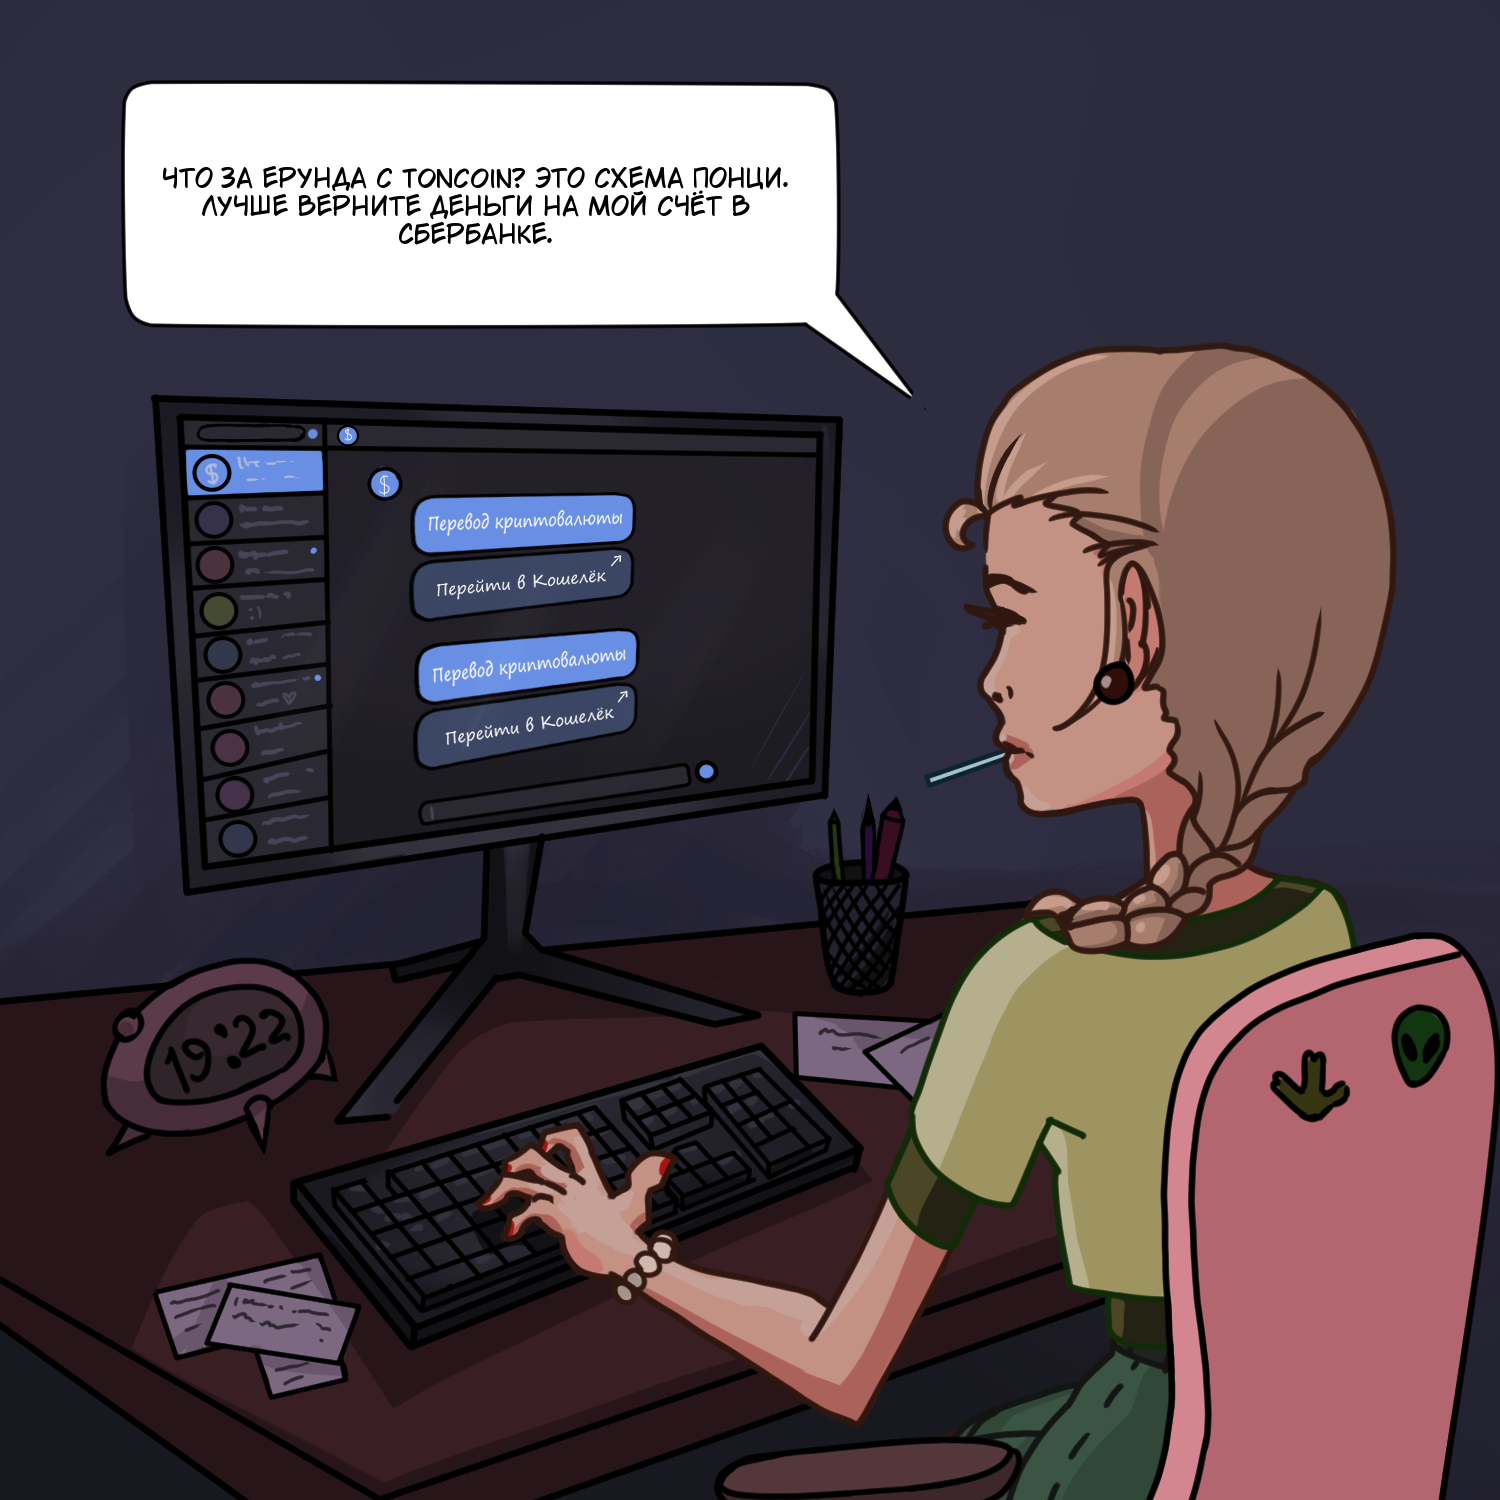 ЧТО ЗА ЕРУНДА С TONCOIN? ЭТО СХЕМА ПОНЦИ.
ЛУЧШЕ ВЕРНИТЕ ДЕНЬГИ НА МОЙ СЧЁТ В
СБЕРБАНКЕ.
$
$
$
Перевод криптовалюты
Перейти в Кошелёк
:)
Перевод криптовалюты
Перейти в Кошелёк
19:22